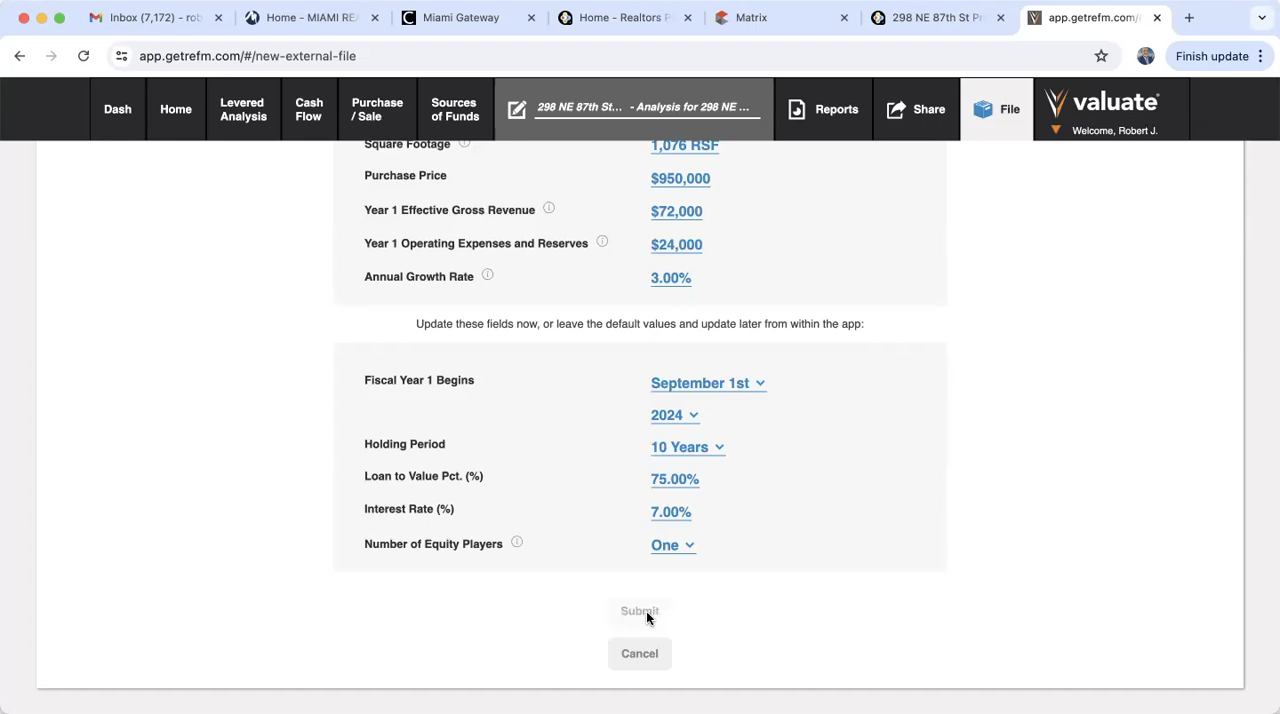 Inbox (7,172) - rob
Home - MIAMI RE
Miami Gateway
Home - Realtors P
Matrix
298 NE 87th St Pr
app.getrefm.com/
app.getrefm.com/#/new-external-file
Finish update
Dash
Home
Levered
Analysis
Cash
Flow
Purchase
/ Sale
Sources
of Funds
298 NE 87th St... - Analysis for 298 NE ...
Reports
Share
File
valuate®
Welcome, Robert J.
Square Footage 1,076 RSF
Purchase Price $950,000
Year 1 Effective Gross Revenue $72,000
Year 1 Operating Expenses and Reserves $24,000
Annual Growth Rate 3.00%
Update these fields now, or leave the default values and update later from within the app:
Fiscal Year 1 Begins September 1st
2024
Holding Period 10 Years
Loan to Value Pct. (%) 75.00%
Interest Rate (%) 7.00%
Number of Equity Players One
Submit
Cancel